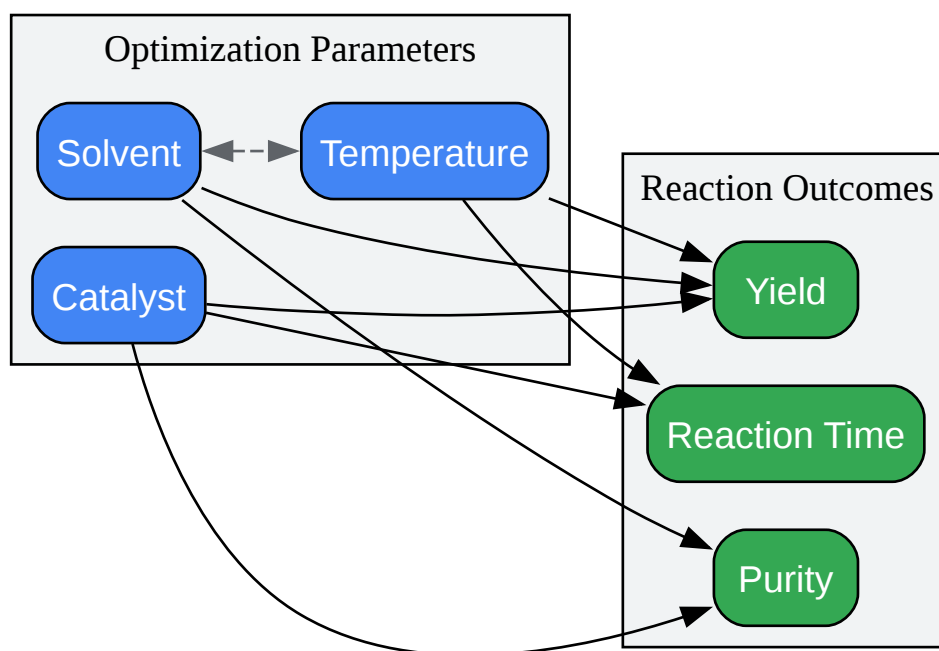 Optimization Parameters
Solvent
Temperature
Catalyst
Reaction Outcomes
Yield
Reaction Time
Purity